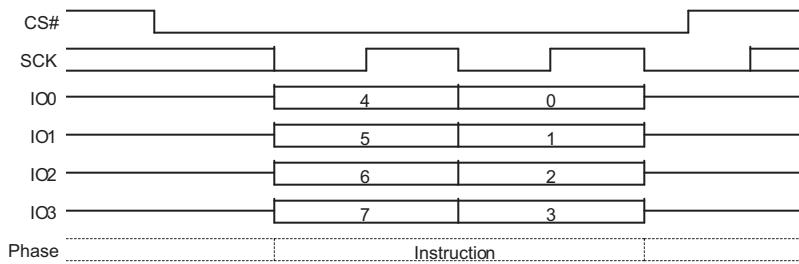 CS#
SCK
IO0 4 0
IO1 5 1
IO2 6 2
IO3 7 3
Phase Instruction